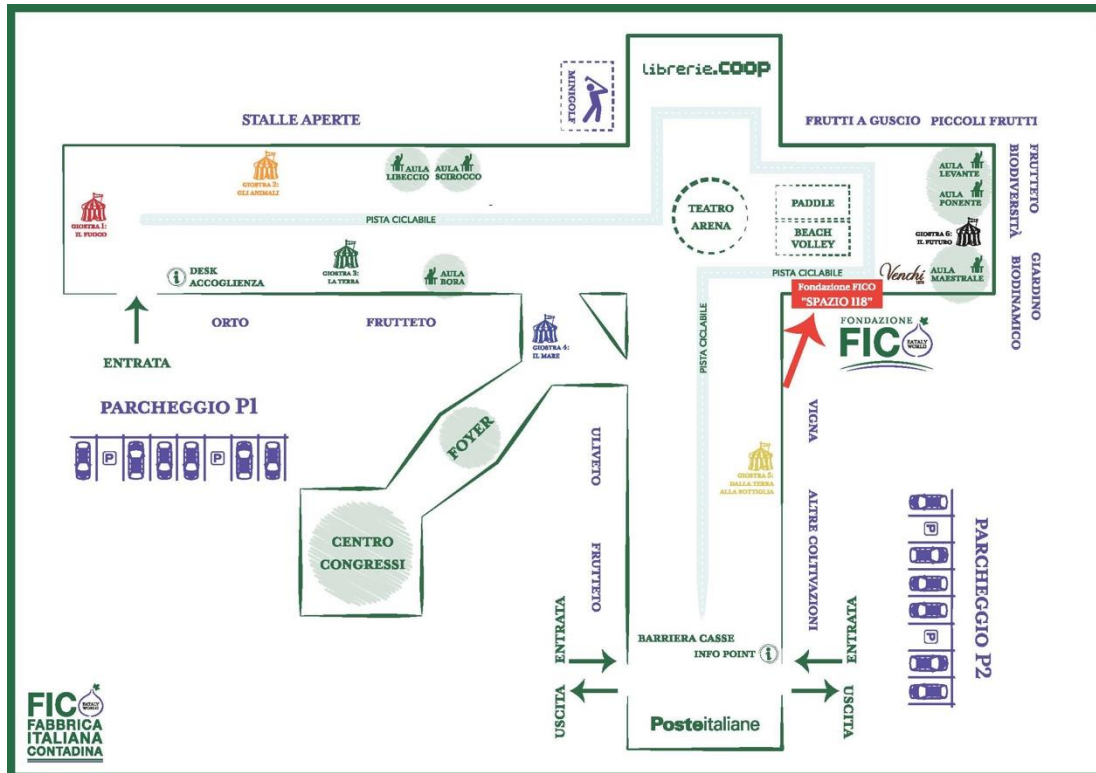 librerie.coop
MINIGOLF
STALLE APERTE
FRUTTI A GUSCIO PICCOLI FRUTTI
FRUTTETO
BIODIVERSITÀ
GIARDINO
BIODINAMICO
GIOSTRA 1:
IL FUOCO
GIOSTRA 2:
GLI ANIMALI
AULA
LIBECCIO
AULA
SCIROCCO
AULA
LEVANTE
AULA
PONENTE
TEATRO
ARENA
PADDLE
BEACH
VOLLEY
GIOSTRA 6:
IL FUTURO
PISTA CICLABILE
PISTA CICLABILE
Venchi
AULA
MAESTRALE
DESK
ACCOGLIENZA
GIOSTRA 3:
LA TERRA
AULA
BORA
Fondazione FICO
"SPAZIO 118"
FONDAZIONE
FICO
EATALY
WORLD
ORTO
FRUTTETO
GIOSTRA 4:
IL MARE
PISTA CICLABILE
ENTRATA
PARCHEGGIO P1
P
P
FOYER
ULIVETO
FRUTTETO
VIGNA
ALTRE COLTIVAZIONI
GIOSTRA 5:
DALLA TERRA
ALLA BOTTIGLIA
CENTRO
CONGRESSI
PARCHEGGIO P2
P
P
BARRIERA CASSE
INFO POINT
ENTRATA
USCITA
ENTRATA
USCITA
Posteitaliane
FICO
EATALY
WORLD
FABBRICA
ITALIANA
CONTADINA